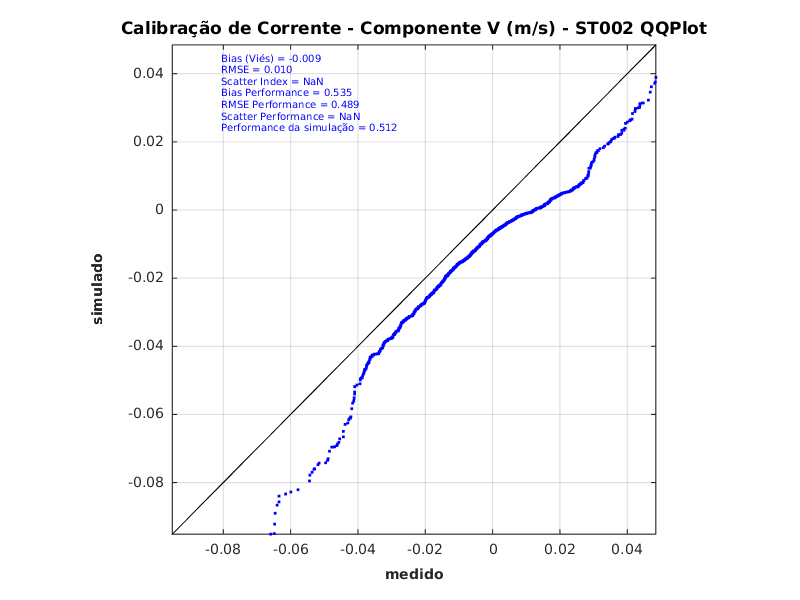 Calibração de Corrente - Componente V (m/s) - ST002 QQPlot
Bias (Viés) = -0.009
RMSE = 0.010
Scatter Index = NaN
Bias Performance = 0.535
RMSE Performance = 0.489
Scatter Performance = NaN
Performance da simulação = 0.512
0.04
0.02
0
-0.02
-0.04
-0.06
-0.08
simulado
-0.08 -0.06 -0.04 -0.02 0 0.02 0.04
medido